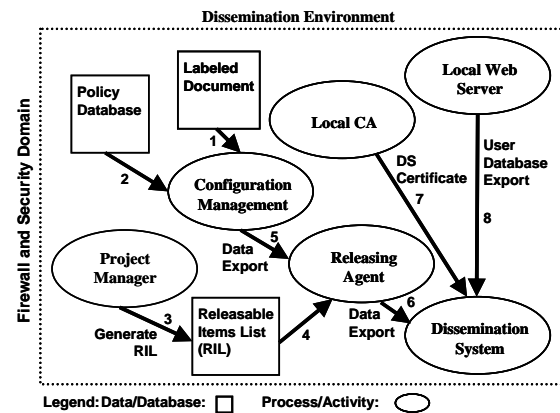 Dissemination Environment
Firewall and Security Domain
Policy
Database
Labeled
Document
Local CA
Local Web
Server
1
2
Configuration
Management
DS
Certificate
7
User
Database
Export
8
Project
Manager
5
Data
Export
Releasing
Agent
3
Generate
RIL
Releasable
Items List
(RIL)
4
6
Data
Export
Dissemination
System
Legend: Data/Database:
Process/Activity: